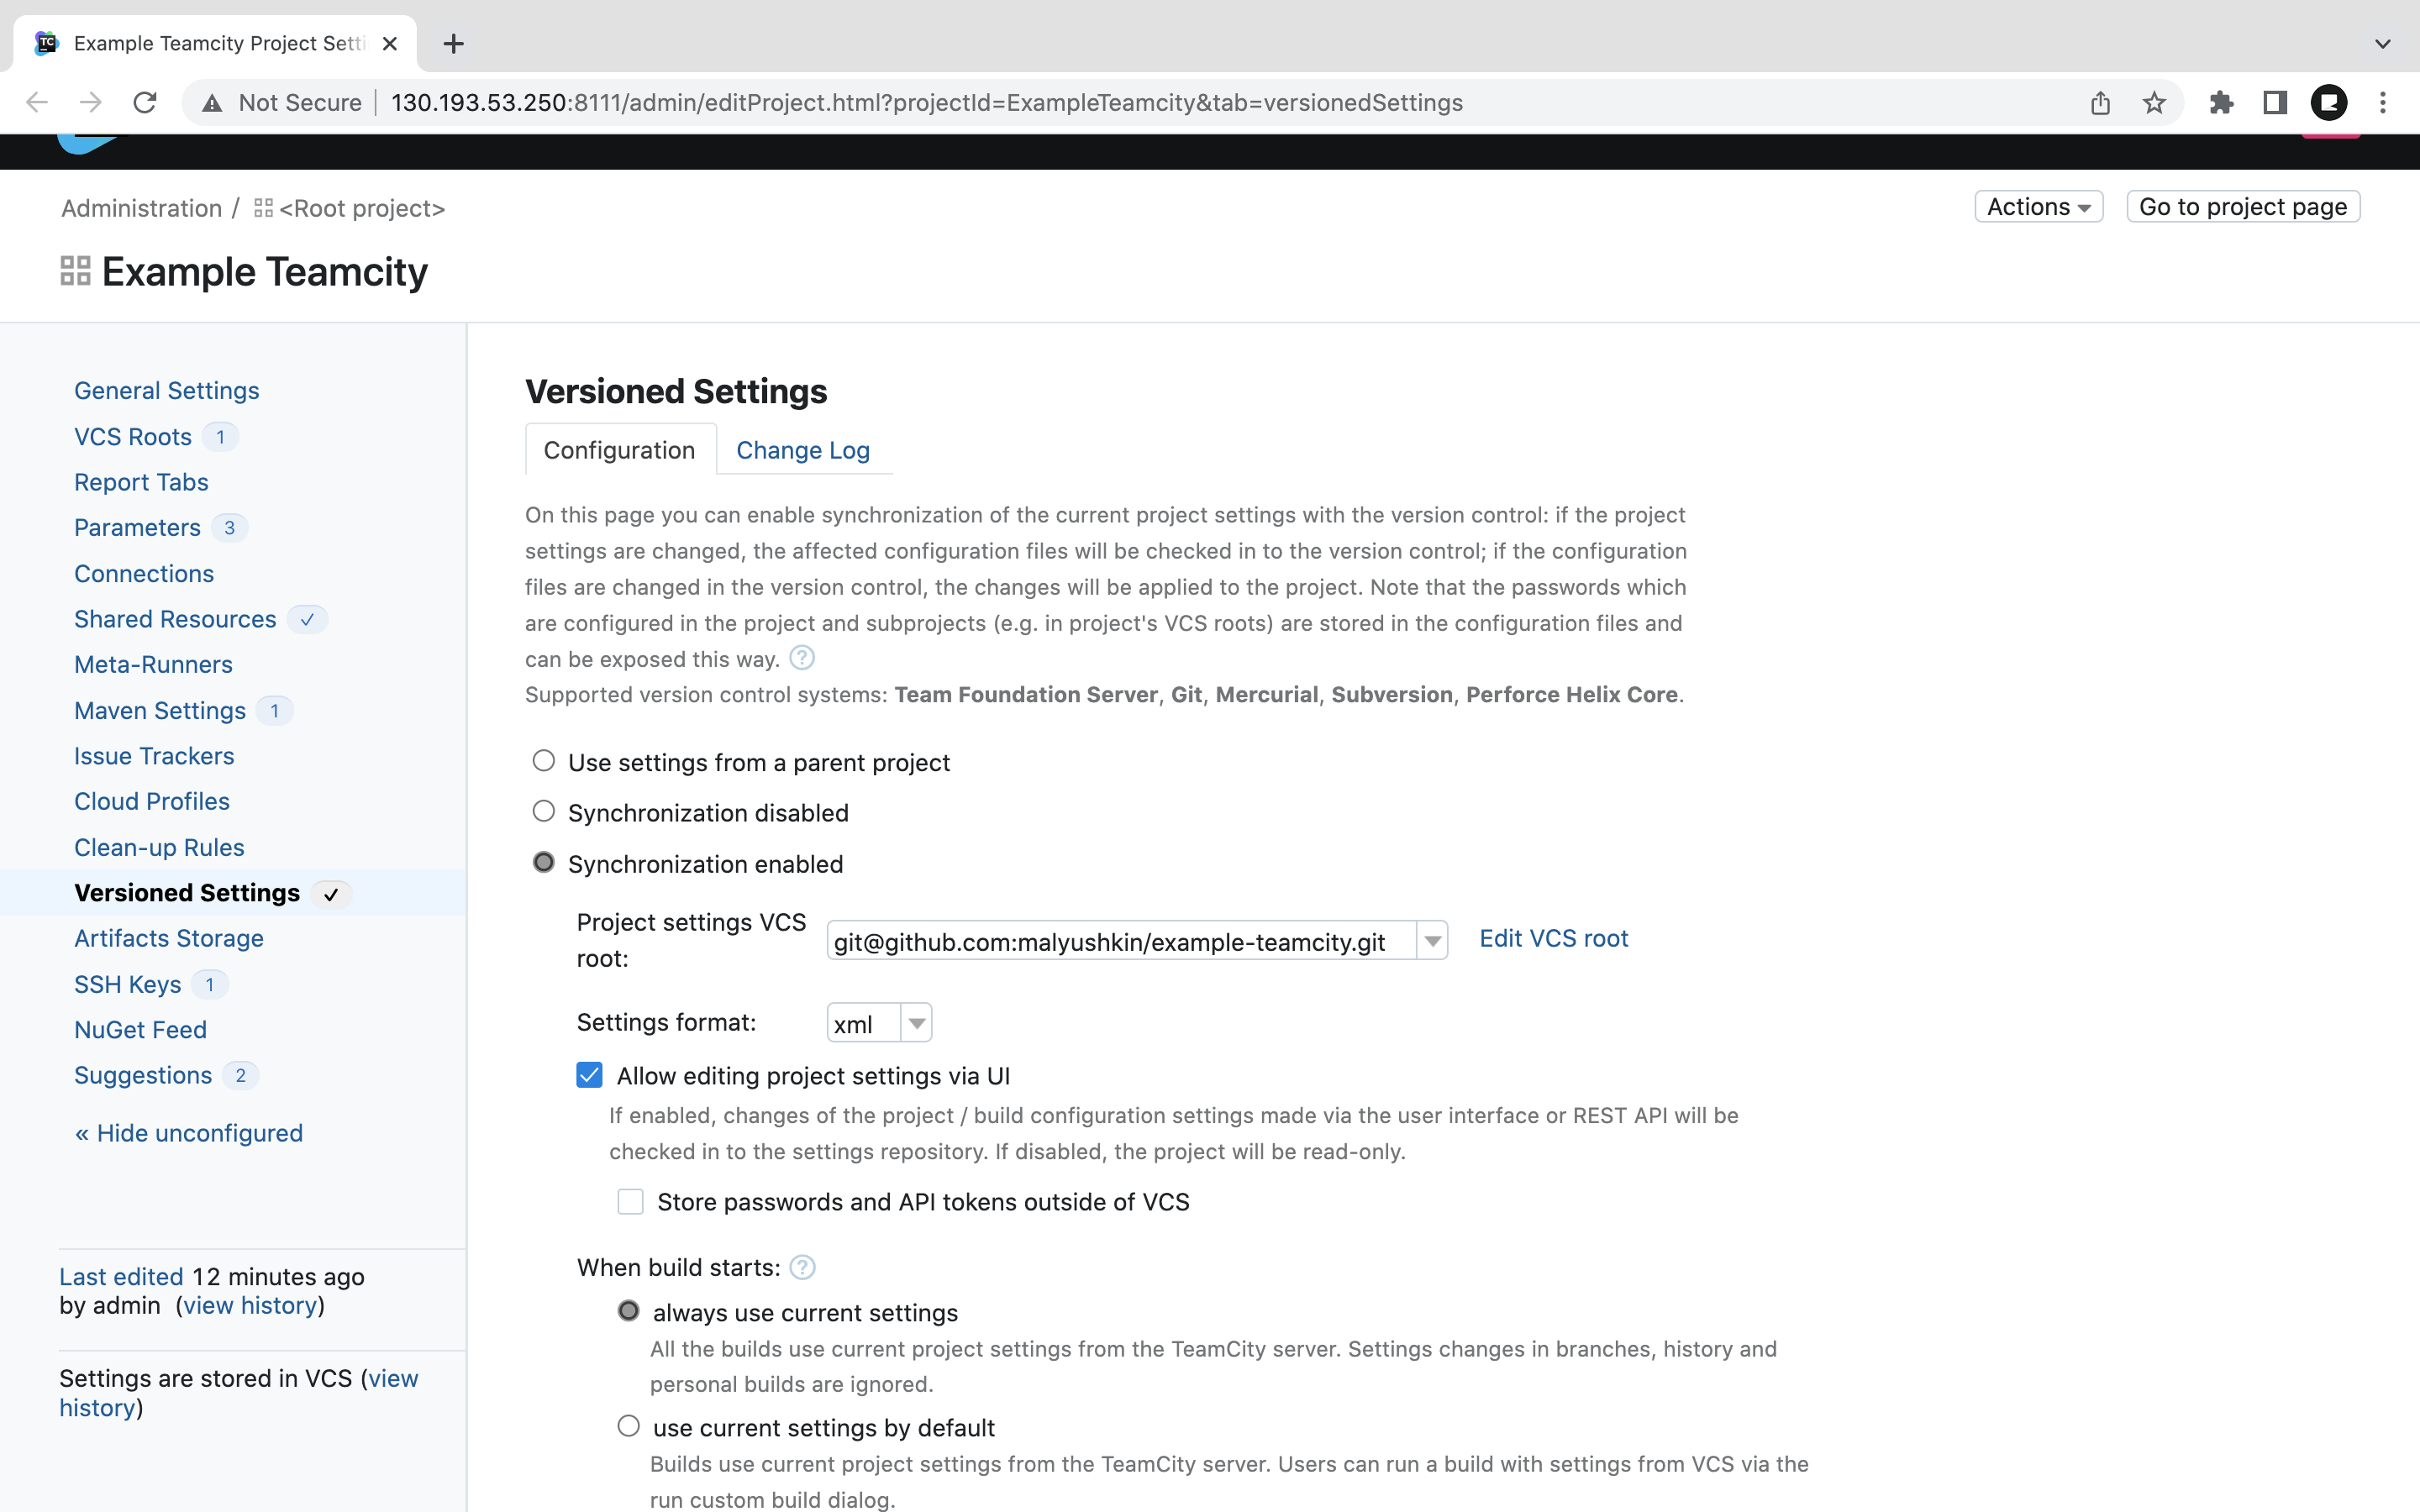 Example Teamcity Project Setti
Not Secure
130.193.53.250:8111/admin/editProject.html?projectId=ExampleTeamcity&tab=versionedSettings
Administration / <Root project>
Actions
Go to project page
Example Teamcity
General Settings
VCS Roots 1
Report Tabs
Parameters 3
Connections
Shared Resources
Meta-Runners
Maven Settings 1
Issue Trackers
Cloud Profiles
Clean-up Rules
Versioned Settings
Artifacts Storage
SSH Keys 1
NuGet Feed
Suggestions 2
« Hide unconfigured
Last edited 12 minutes ago
by admin (view history)
Settings are stored in VCS (view
history)
Versioned Settings
Configuration
Change Log
On this page you can enable synchronization of the current project settings with the version control: if the project
settings are changed, the affected configuration files will be checked in to the version control; if the configuration
files are changed in the version control, the changes will be applied to the project. Note that the passwords which
are configured in the project and subprojects (e.g. in project's VCS roots) are stored in the configuration files and
can be exposed this way. ?
Supported version control systems: Team Foundation Server, Git, Mercurial, Subversion, Perforce Helix Core.
Use settings from a parent project
Synchronization disabled
Synchronization enabled
Project settings VCS
root:
git@github.com:malyushkin/example-teamcity.git
Edit VCS root
Settings format:
xml
Allow editing project settings via UI
If enabled, changes of the project / build configuration settings made via the user interface or REST API will be
checked in to the settings repository. If disabled, the project will be read-only.
Store passwords and API tokens outside of VCS
When build starts: ?
always use current settings
All the builds use current project settings from the TeamCity server. Settings changes in branches, history and
personal builds are ignored.
use current settings by default
Builds use current project settings from the TeamCity server. Users can run a build with settings from VCS via the
run custom build dialog.